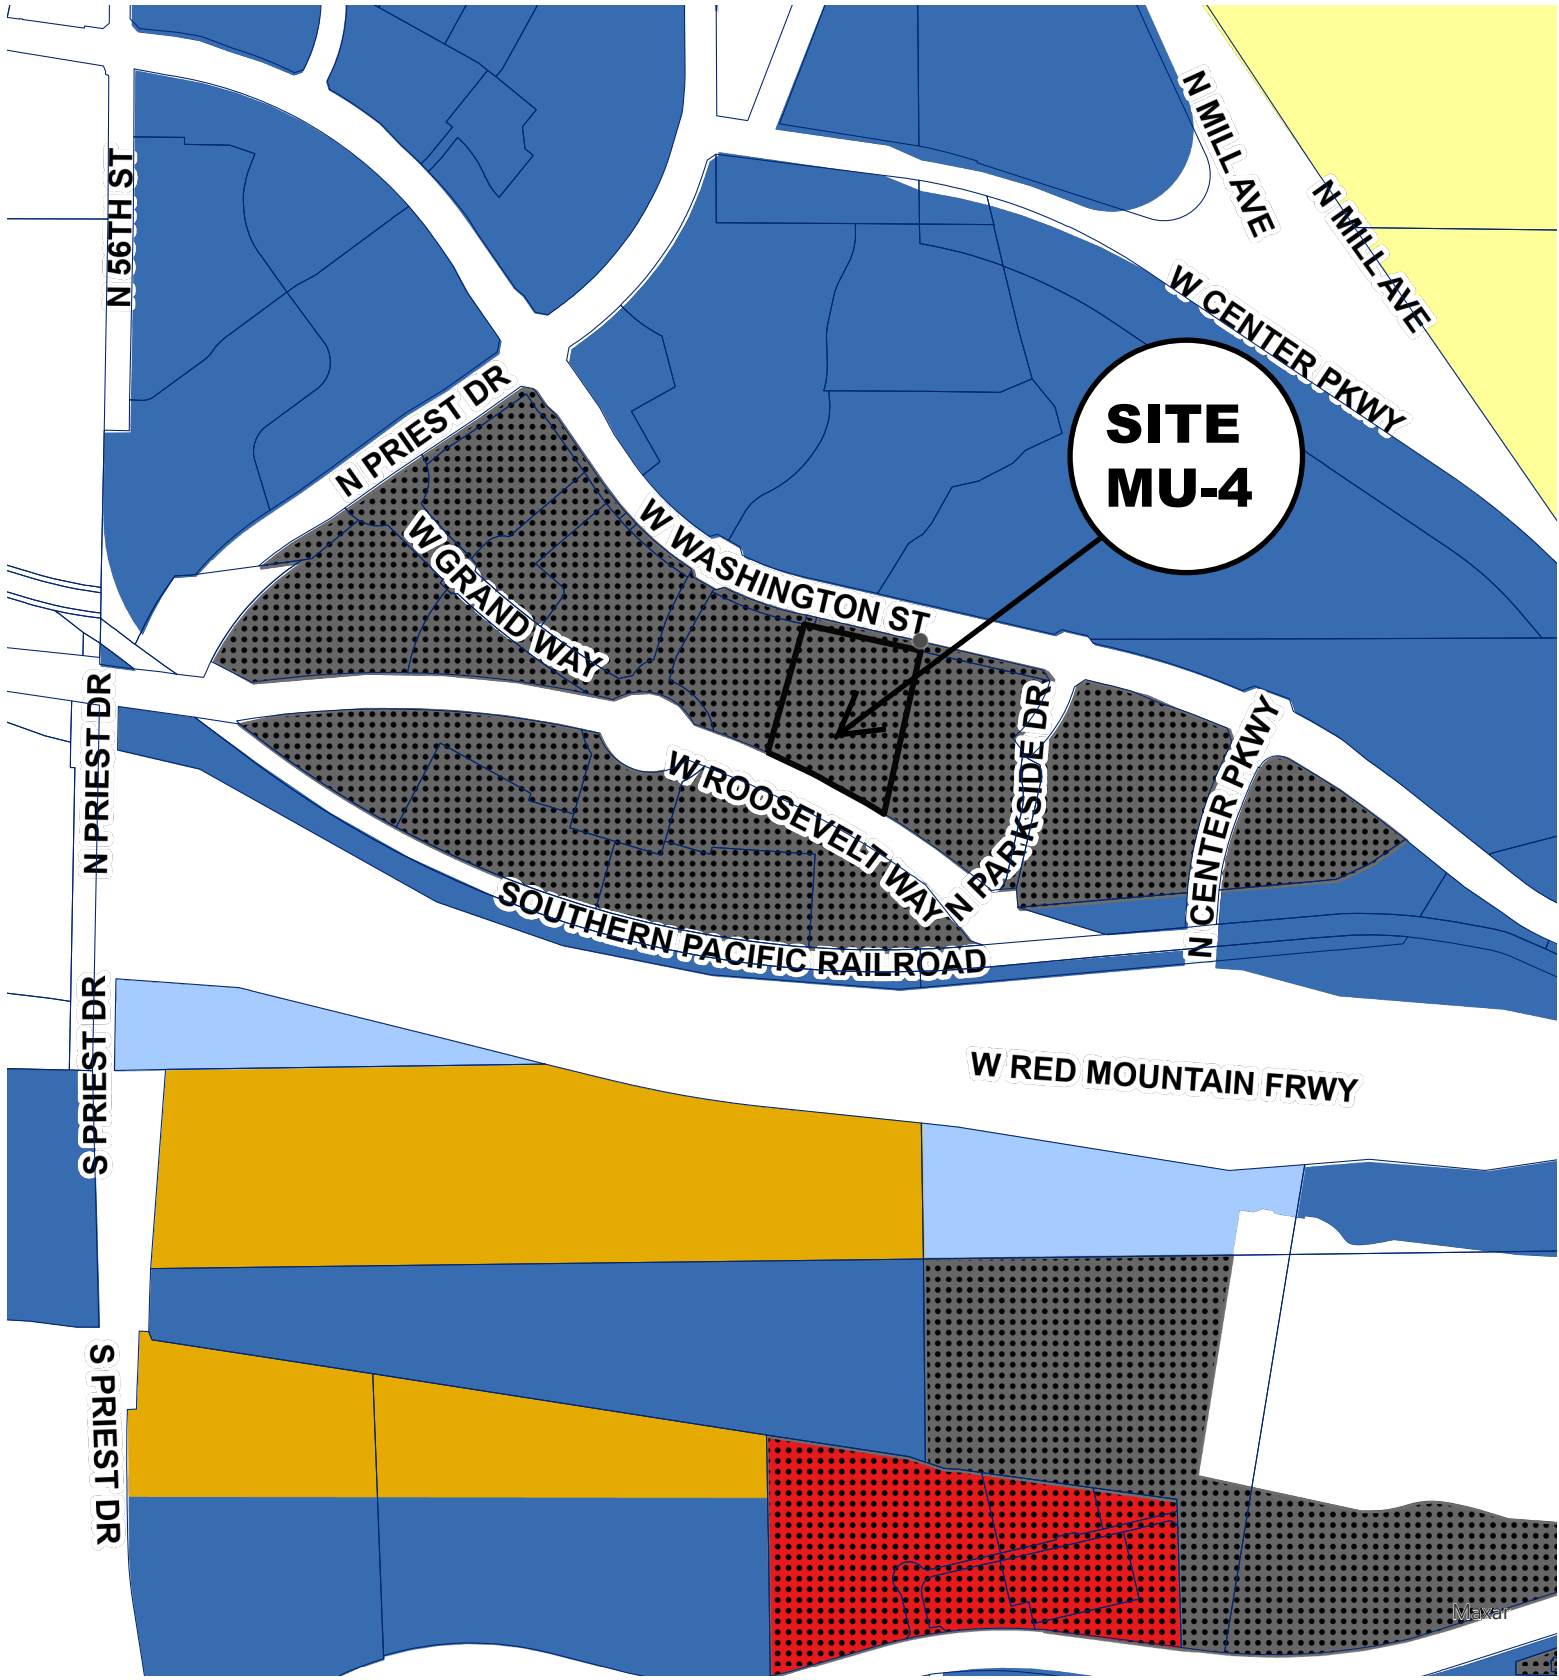 N MILL AVE
N 56TH ST
N MILL AVE
W CENTER PKWY
N PRIEST DR
SITE
MU-4
W WASHINGTON ST
W GRAND WAY
N PRIEST DR
N PARKSIDE DR
N CENTER PKWY
W ROOSEVELT WAY
SOUTHERN PACIFIC RAILROAD
S PRIEST DR
W RED MOUNTAIN FRWY
S PRIEST DR
Maxar